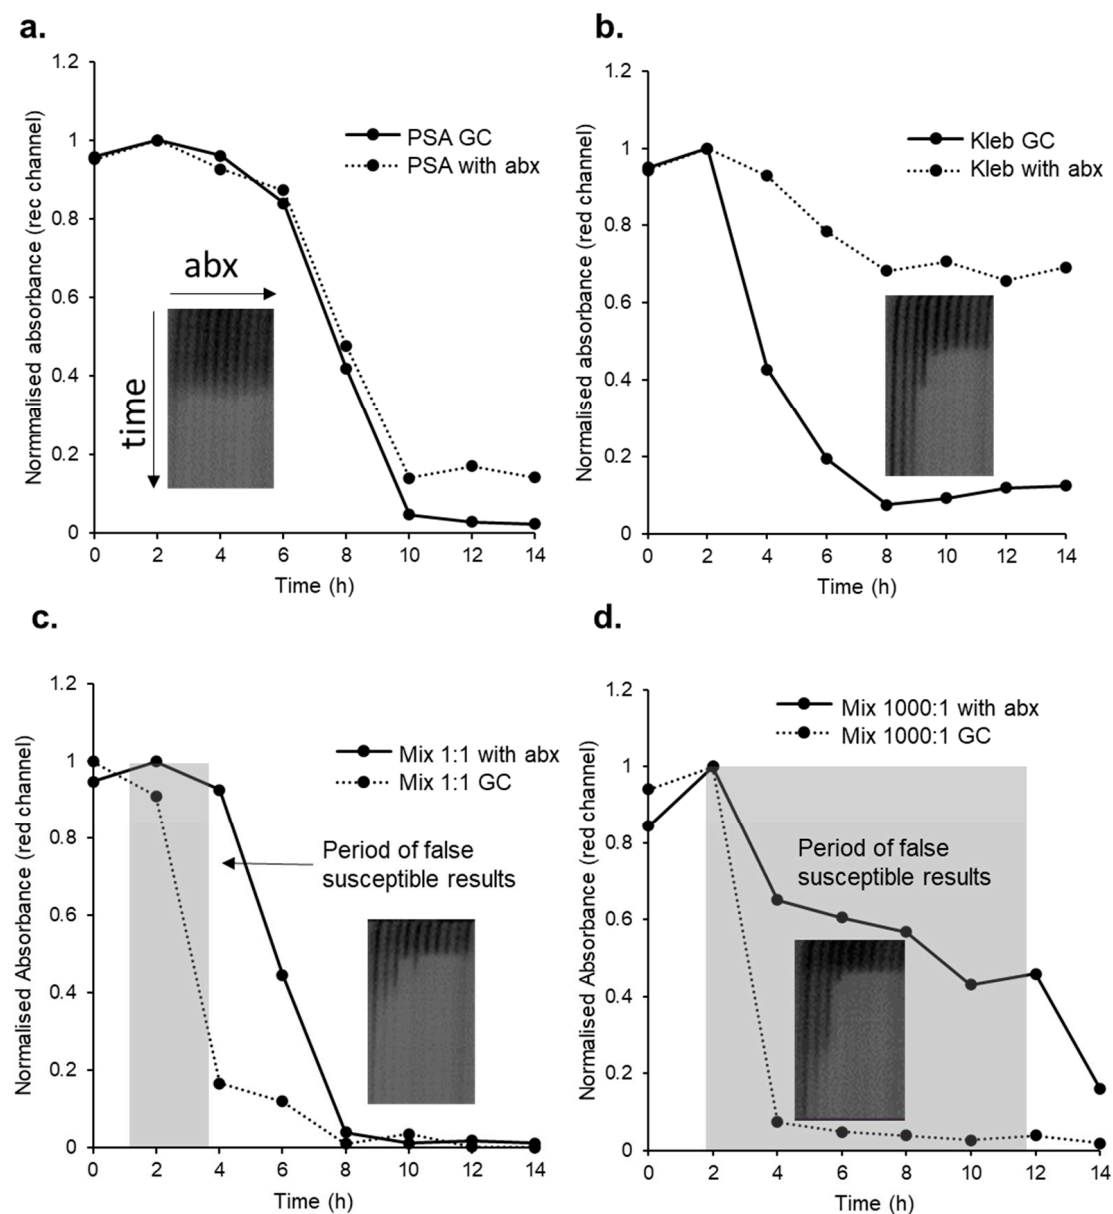 a.
1.2
1
0.8
0.6
0.4
0.2
0
Normmalised absorbance (rec channel)
PSA GC
PSA with abx
abx
time
0 2 4 6 8 10 12 14
Time (h)
b.
1.2
1
0.8
0.6
0.4
0.2
0
Normalised absorbance (red channel)
Kleb GC
Kleb with abx
0 2 4 6 8 10 12 14
Time (h)
c.
1.2
1
0.8
0.6
0.4
0.2
0
Normalised Absorbance (red channel)
Mix 1:1 with abx
Mix 1:1 GC
Period of false
susceptible results
0 2 4 6 8 10 12 14
Time (h)
d.
1.2
1
0.8
0.6
0.4
0.2
0
Normalised Absorbance (red channel)
Mix 1000:1 with abx
Mix 1000:1 GC
Period of false
susceptible results
0 2 4 6 8 10 12 14
Time (h)